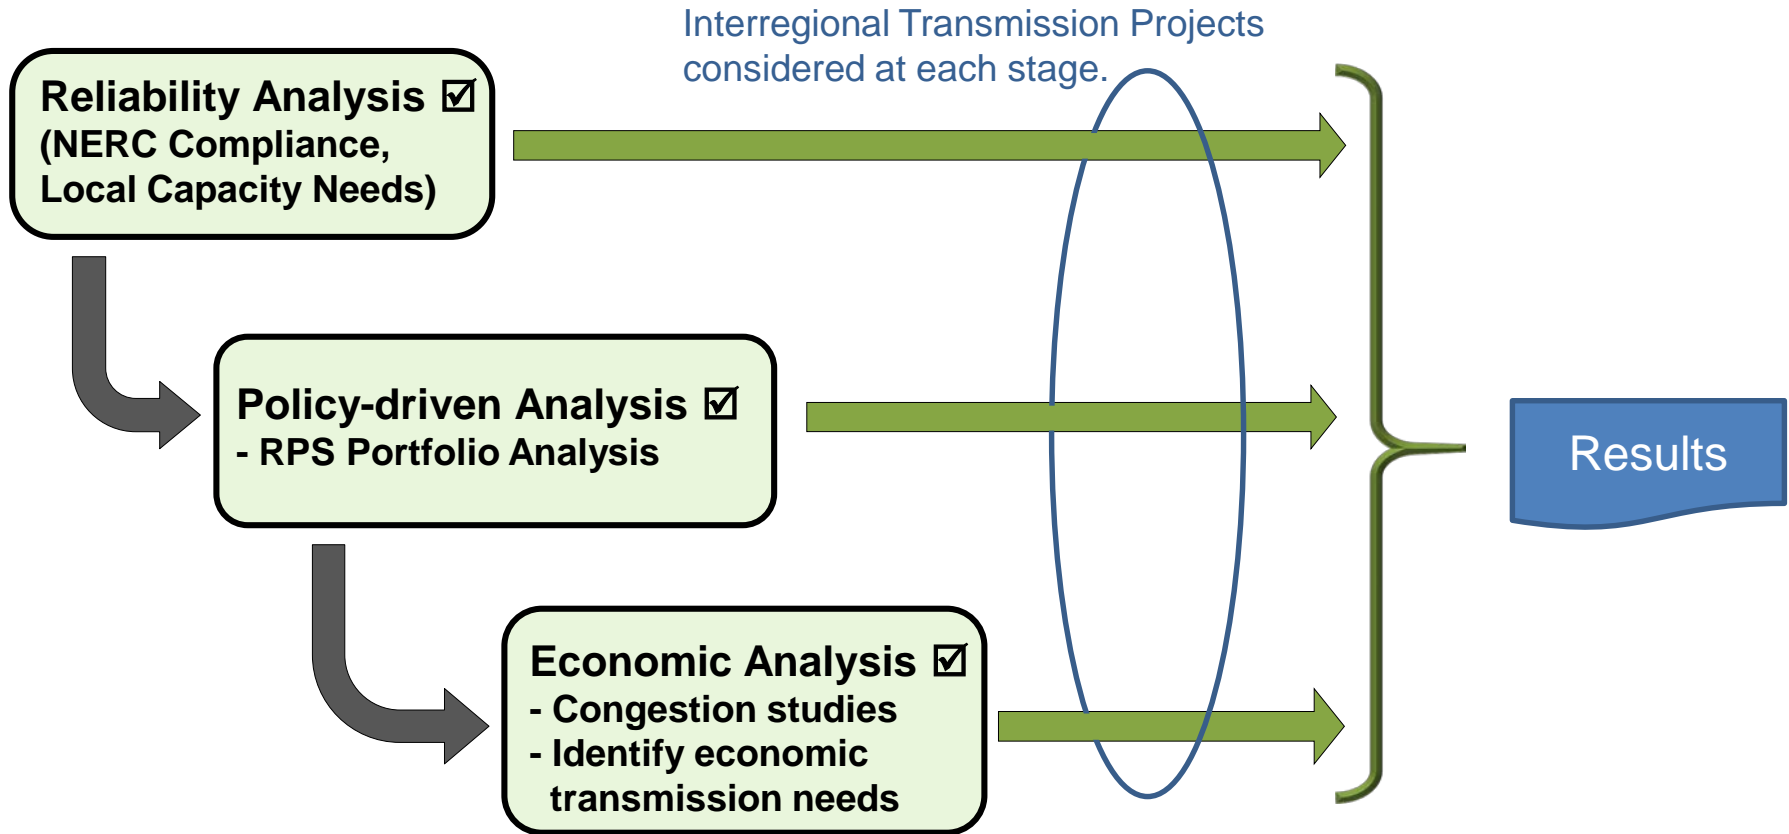 Interregional Transmission Projects
considered at each stage.
Reliability Analysis ☑
(NERC Compliance,
Local Capacity Needs)
Policy-driven Analysis ☑
- RPS Portfolio Analysis
Results
Economic Analysis ☑
- Congestion studies
- Identify economic
transmission needs